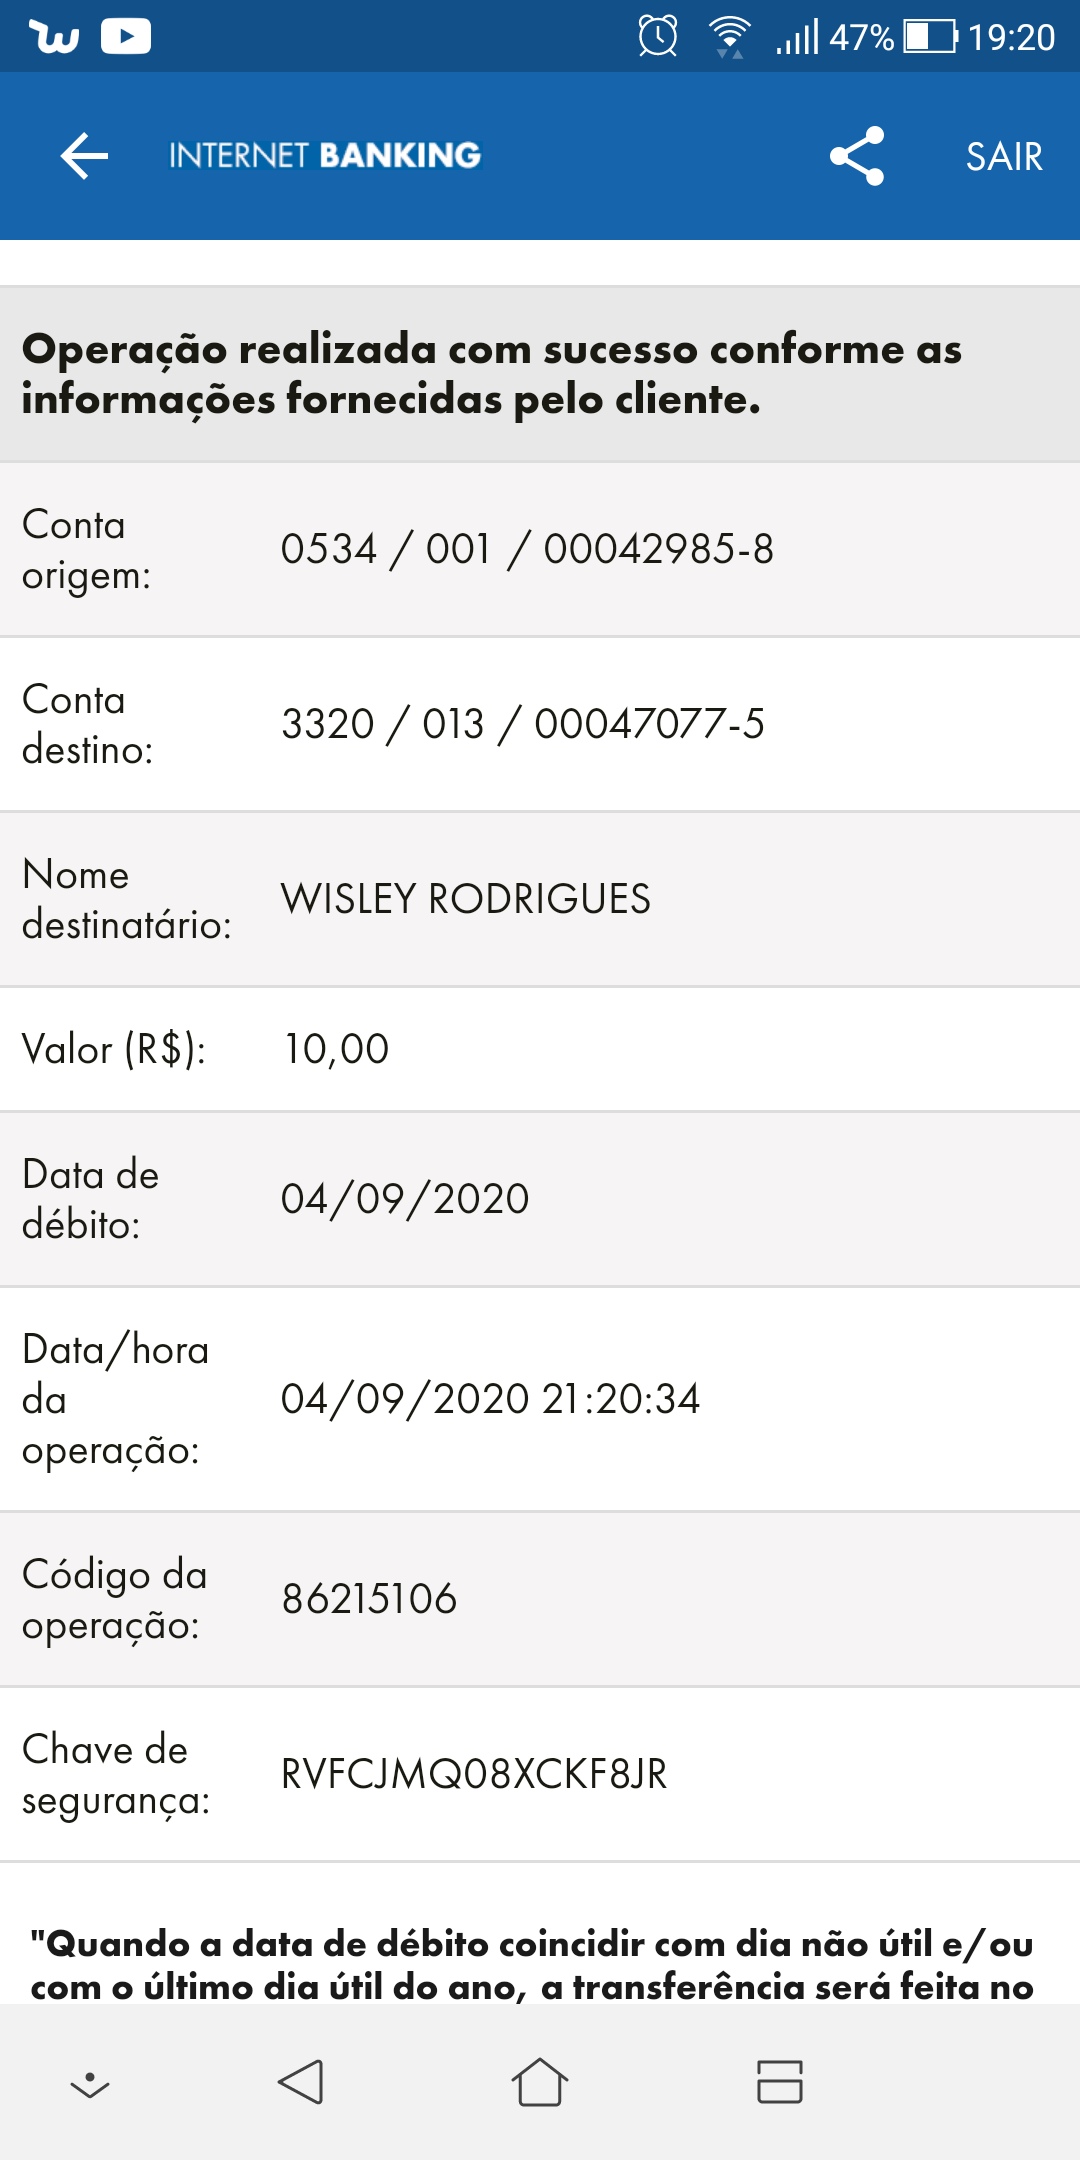 47% 19:20
INTERNET BANKING SAIR
Operação realizada com sucesso conforme as
informações fornecidas pelo cliente.
Conta
origem:
0534 / 001 / 00042985-8
Conta
destino:
3320 / 013 / 00047077-5
Nome
destinatário:
WISLEY RODRIGUES
Valor (R$): 10,00
Data de
débito:
04/09/2020
Data/hora
da
operação:
04/09/2020 21:20:34
Código da
operação:
86215106
Chave de
segurança:
RVFCJMQ08XCKF8JR
"Quando a data de débito coincidir com dia não útil e/ou
com o último dia útil do ano, a transferência será feita no